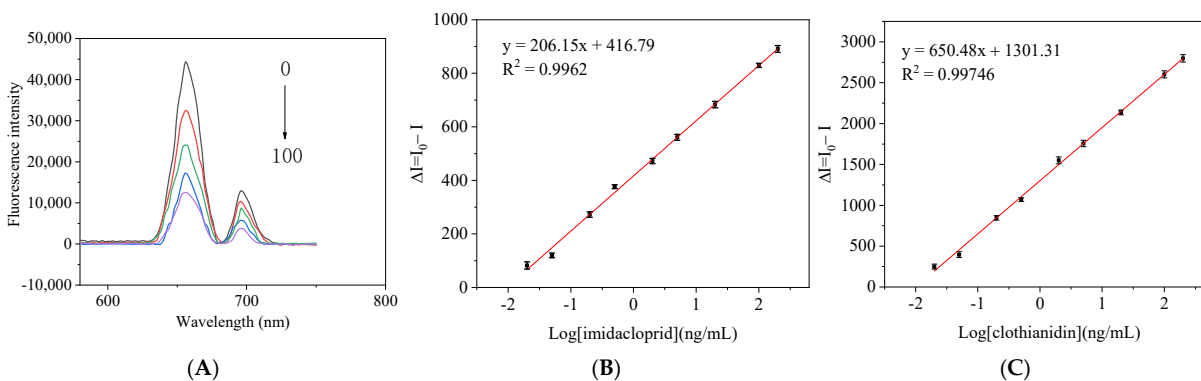 50,000
40,000
30,000
20,000
10,000
0
-10,000
Fluorescence intensity
0
100
600
700
800
Wavelength (nm)
(A)
y = 206.15x + 416.79
R² = 0.9962
1000
800
600
400
200
0
ΔI=I₀− I
-2
-1
0
1
2
Log[imidacloprid](ng/mL)
(B)
y = 650.48x + 1301.31
R² = 0.99746
3000
2500
2000
1500
1000
500
0
ΔI=I₀− I
-2
-1
0
1
2
Log[clothianidin](ng/mL)
(C)